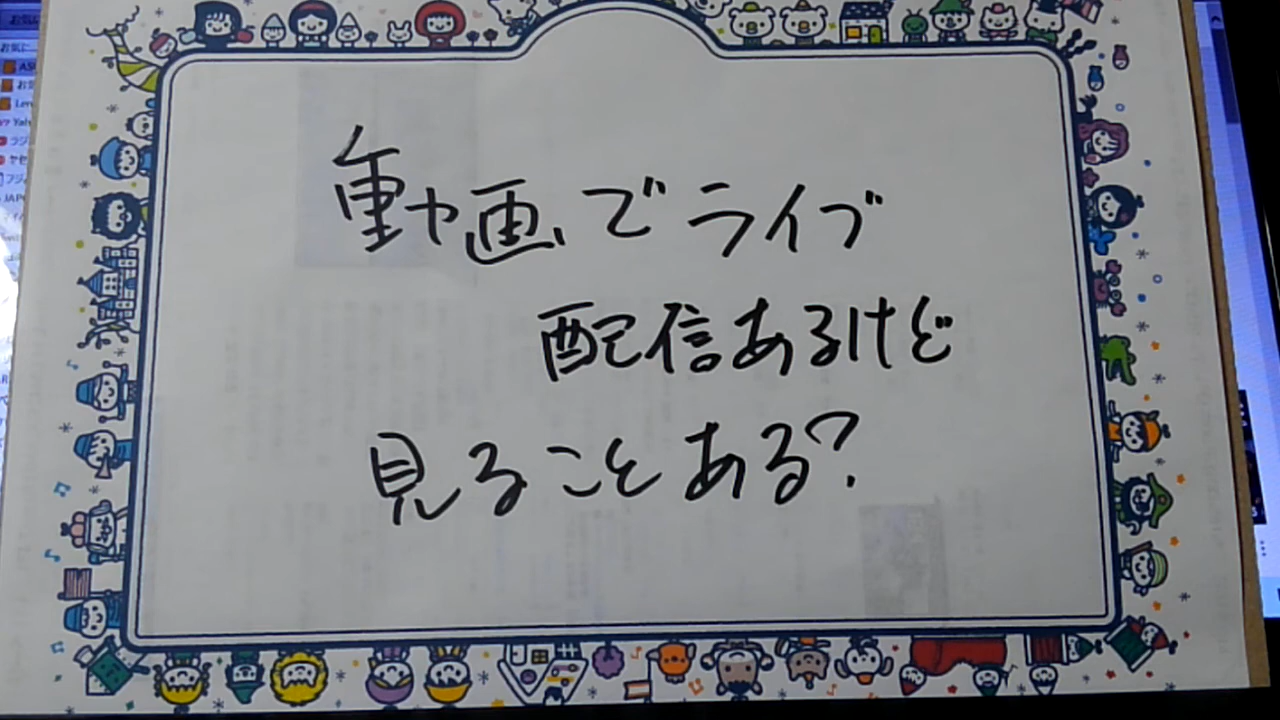 動画でライブ
配信あるけど
見ることある?